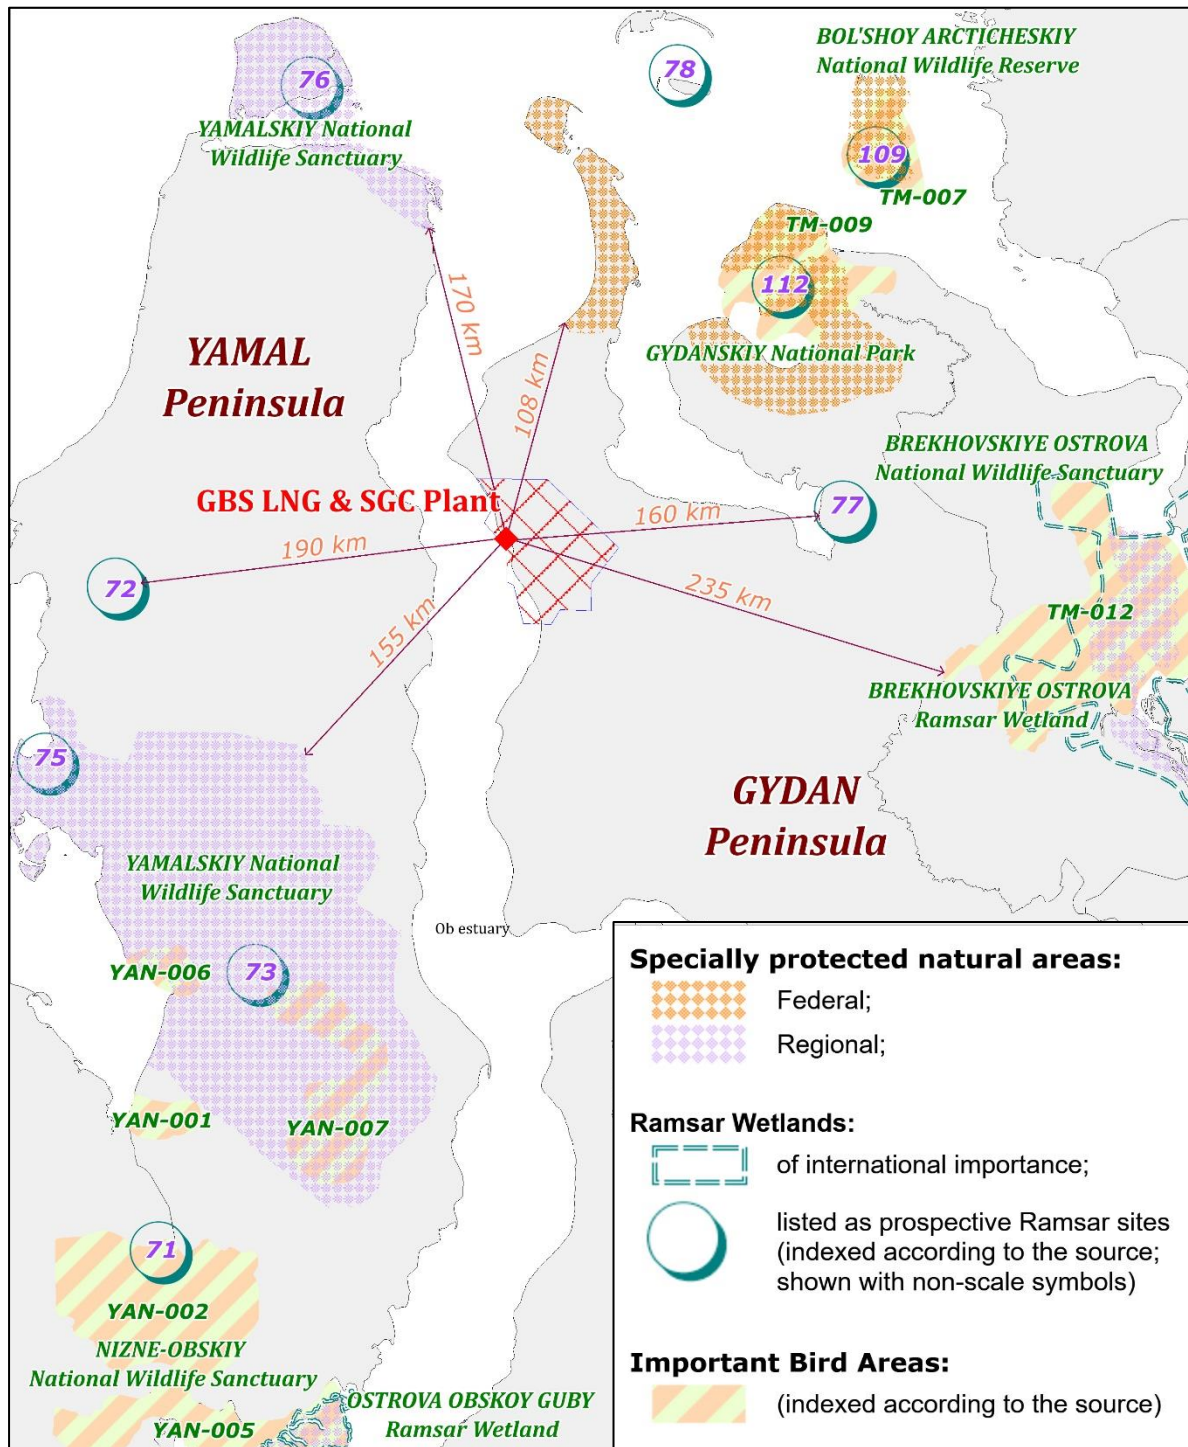 BOL'SHOY ARCTICHESKIY
National Wildlife Reserve
76
78
YAMALSKIY National
Wildlife Sanctuary
109
TM-007
TM-009
112
170 km
108 km
YAMAL
Peninsula
GYDANSKIY National Park
BREKHOVSKIYE OSTROVA
National Wildlife Sanctuary
GBS LNG & SGC Plant
77
160 km
190 km
72
235 km
155 km
TM-012
BREKHOVSKIYE OSTROVA
Ramsar Wetland
75
GYDAN
Peninsula
YAMALSKIY National
Wildlife Sanctuary
Ob estuary
YAN-006
73
YAN-001
YAN-007
71
YAN-002
NIZNE-OBSKIY
National Wildlife Sanctuary
OSTROVA OBSKOY GUBY
Ramsar Wetland
YAN-005
Specially protected natural areas:
Federal;
Regional;
Ramsar Wetlands:
of international importance;
listed as prospective Ramsar sites
(indexed according to the source;
shown with non-scale symbols)
Important Bird Areas:
(indexed according to the source)